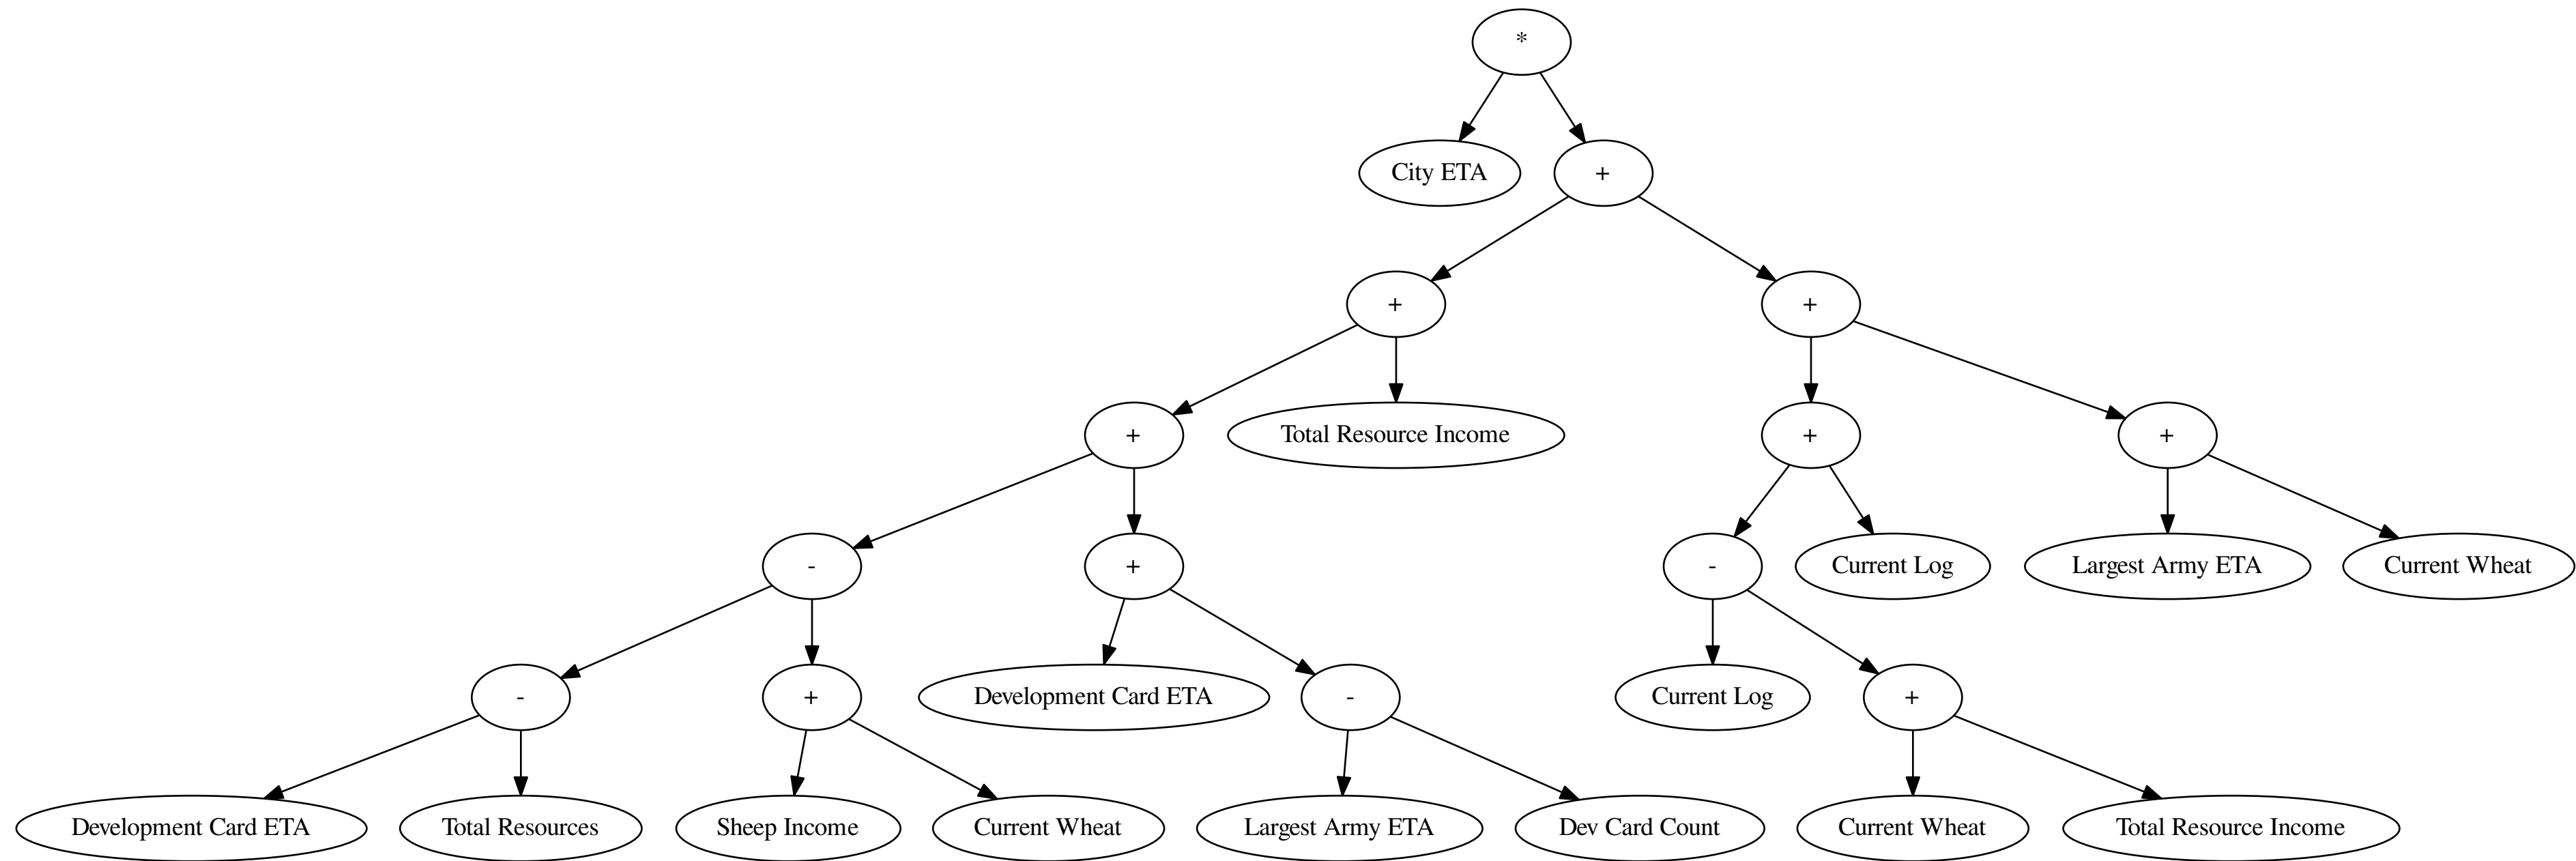 *
City ETA
+
+
+
+
Total Resource Income
+
+
-
+
-
Current Log
Largest Army ETA
Current Wheat
-
+
Development Card ETA
-
Current Log
+
Development Card ETA
Total Resources
Sheep Income
Current Wheat
Largest Army ETA
Dev Card Count
Current Wheat
Total Resource Income